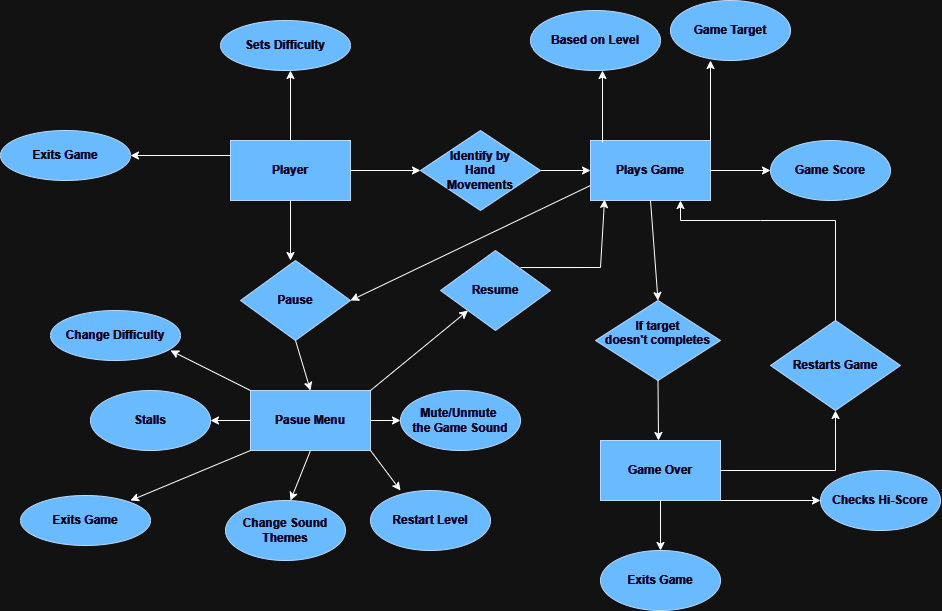 Sets Difficulty
Based on Level
Game Target
Exits Game
Player
Identify by
Hand
Movements
Plays Game
Game Score
Pause
Resume
If target
doesn't completes
Change Difficulty
Restarts Game
Stalls
Pasue Menu
Mute/Unmute
the Game Sound
Game Over
Checks Hi-Score
Exits Game
Change Sound
Themes
Restart Level
Exits Game